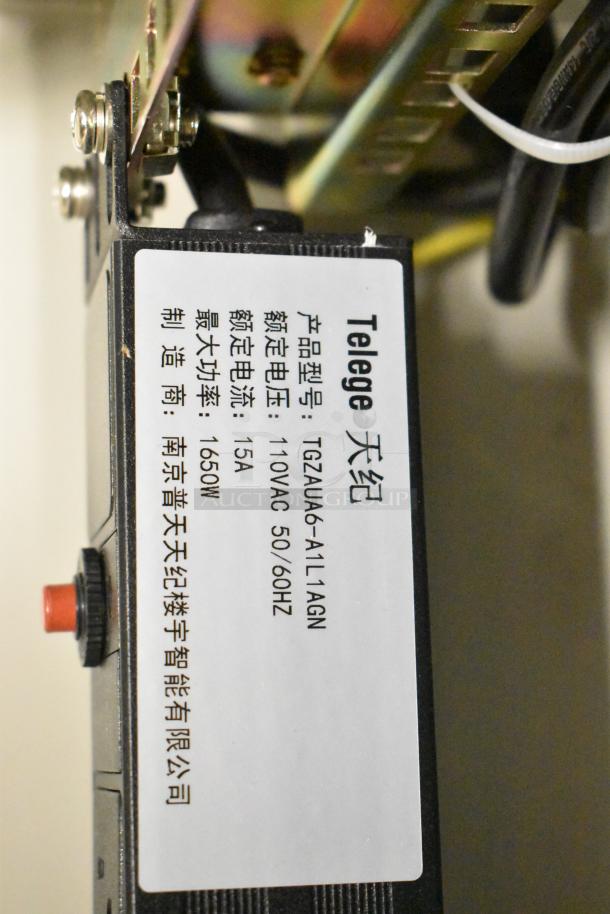 Telege 天纪
产品型号: TGZAUA6-A1L1AGN
额定电压: 110VAC 50/60HZ
额定电流: 15A
最大功率: 1650W
制 造 商: 南京普天天纪楼宇智能有限公司
AUCTION GROUP